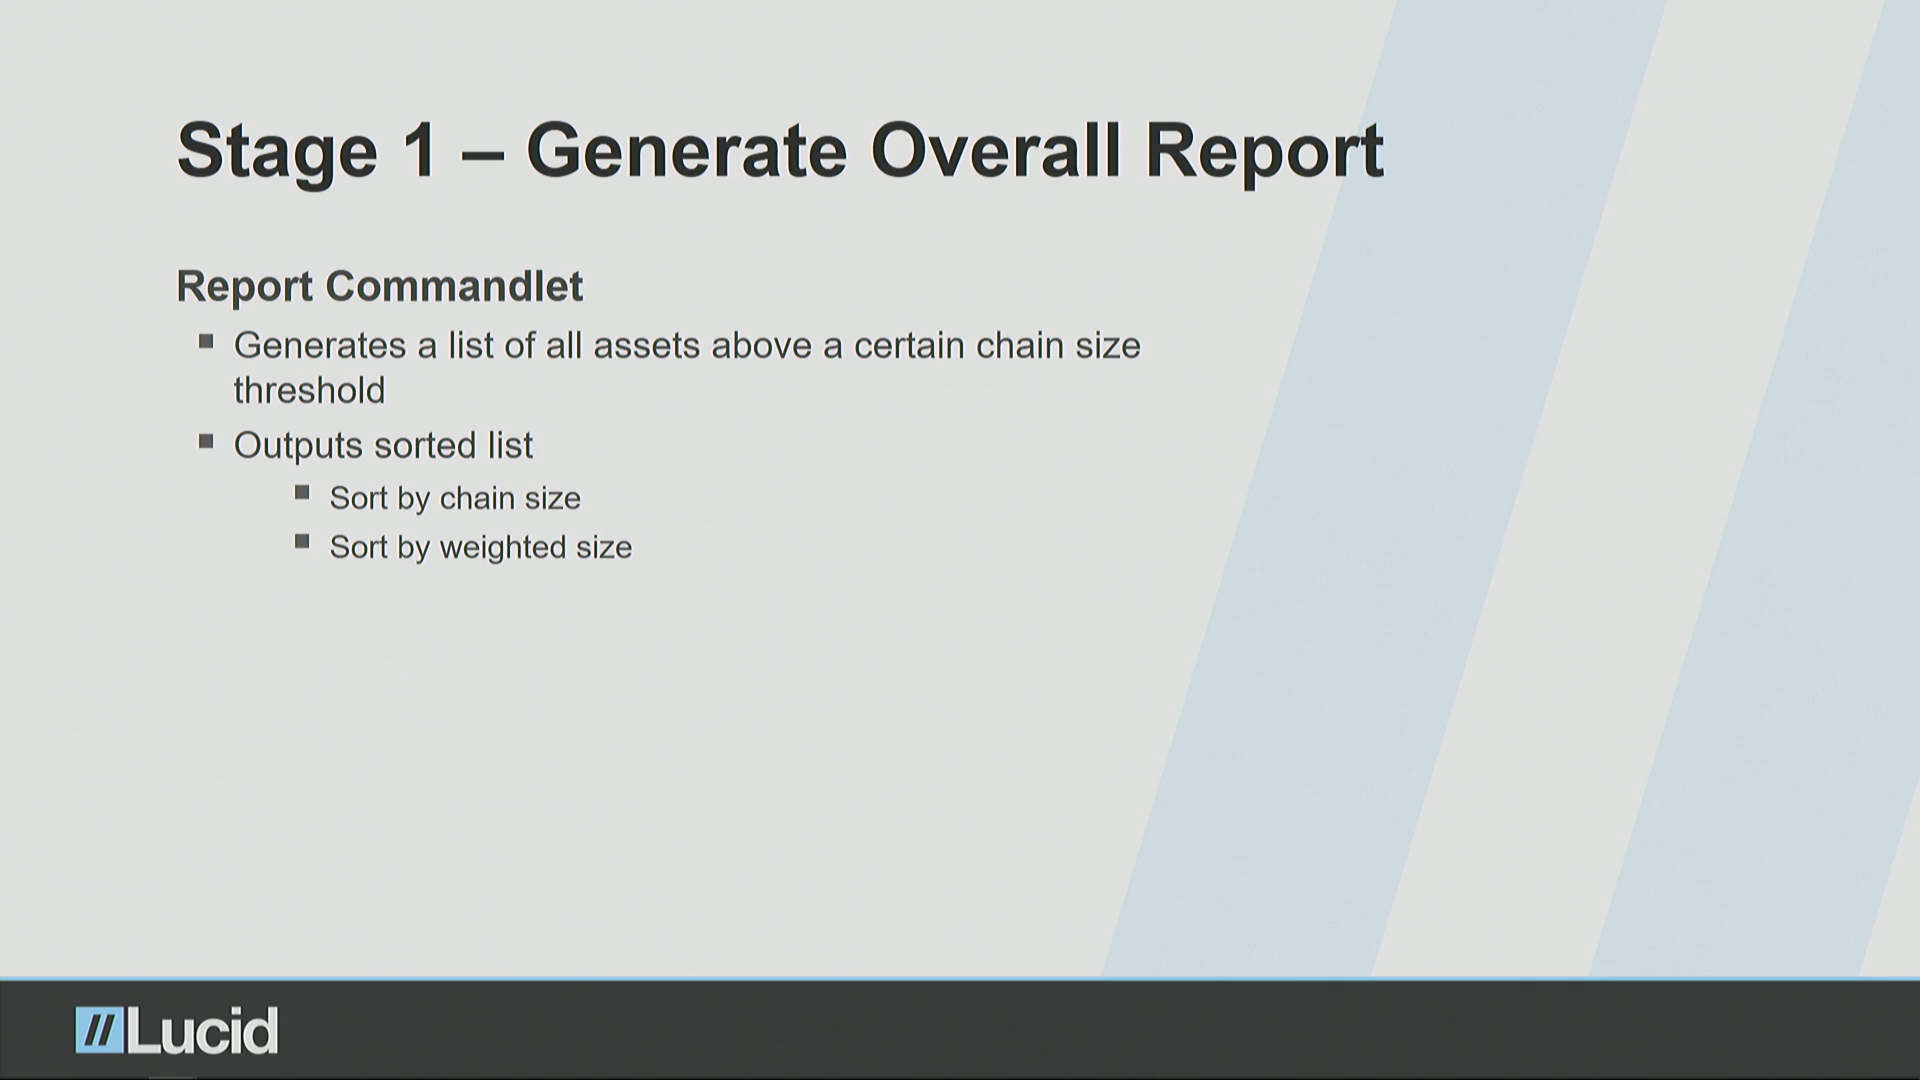 Stage 1 – Generate Overall Report
Report Commandlet
Generates a list of all assets above a certain chain size
threshold
Outputs sorted list
Sort by chain size
Sort by weighted size
//Lucid